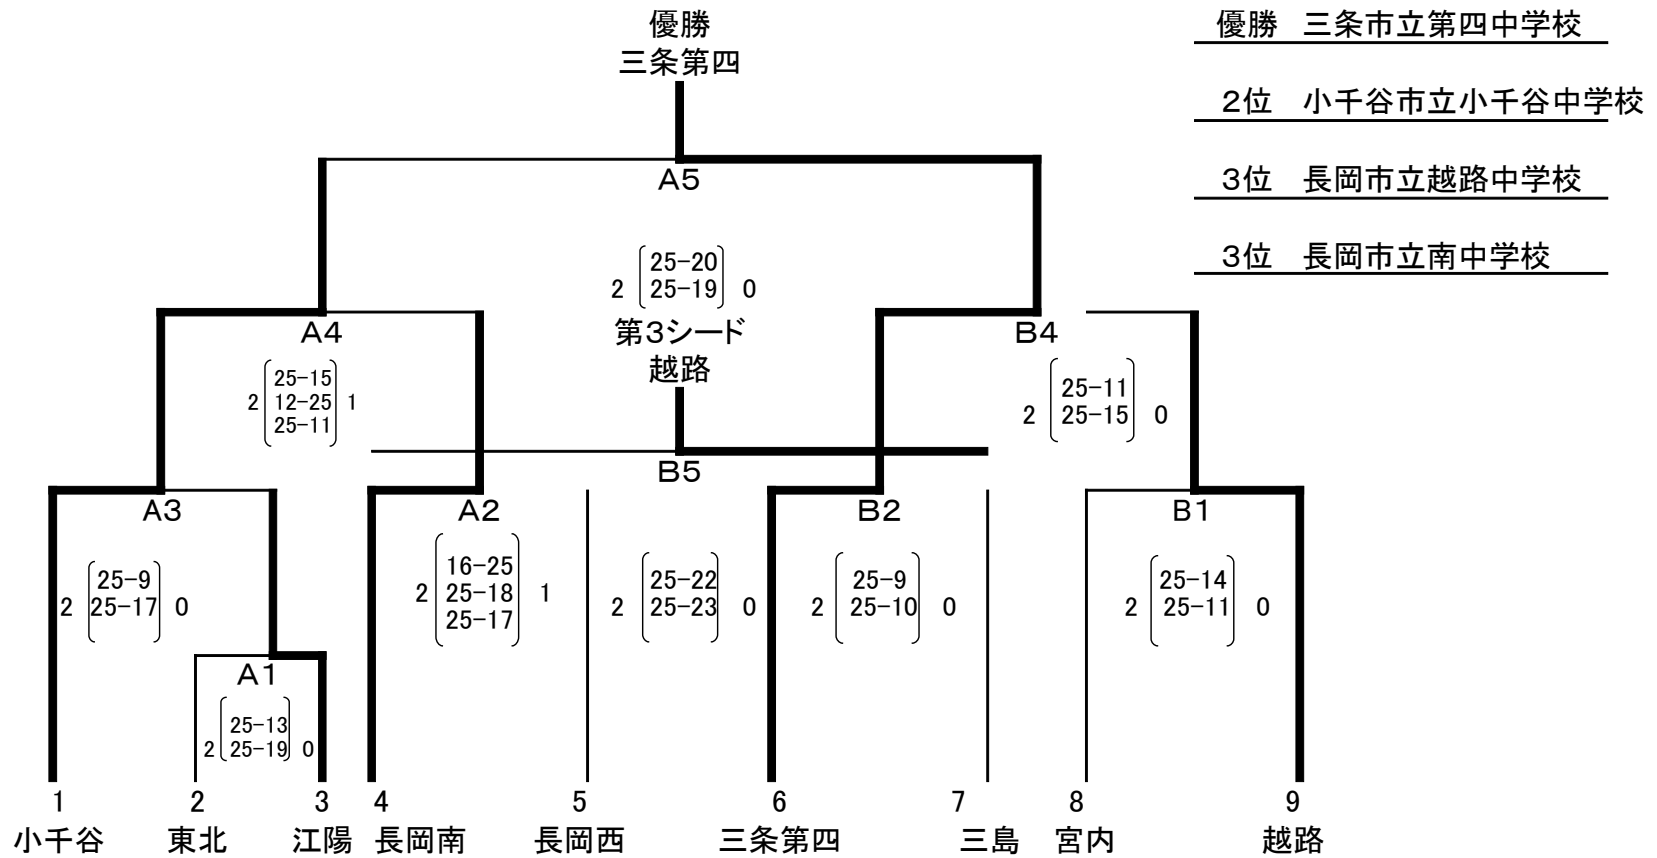 優勝
三条第四
優勝 三条市立第四中学校
2位 小千谷市立小千谷中学校
3位 長岡市立越路中学校
3位 長岡市立南中学校
A5
25-20
2 25-19 0
第3シード
越路
A4
25-15
2 12-25 1
25-11
B4
25-11
2 25-15 0
B5
25-22
2 25-23 0
A3
25-9
2 25-17 0
A2
16-25
2 25-18 1
25-17
B2
25-9
2 25-10 0
B1
25-14
2 25-11 0
A1
25-13
2 25-19 0
1 2 3 4 5 6 7 8 9
小千谷 東北 江陽 長岡南 長岡西 三条第四 三島 宮内 越路